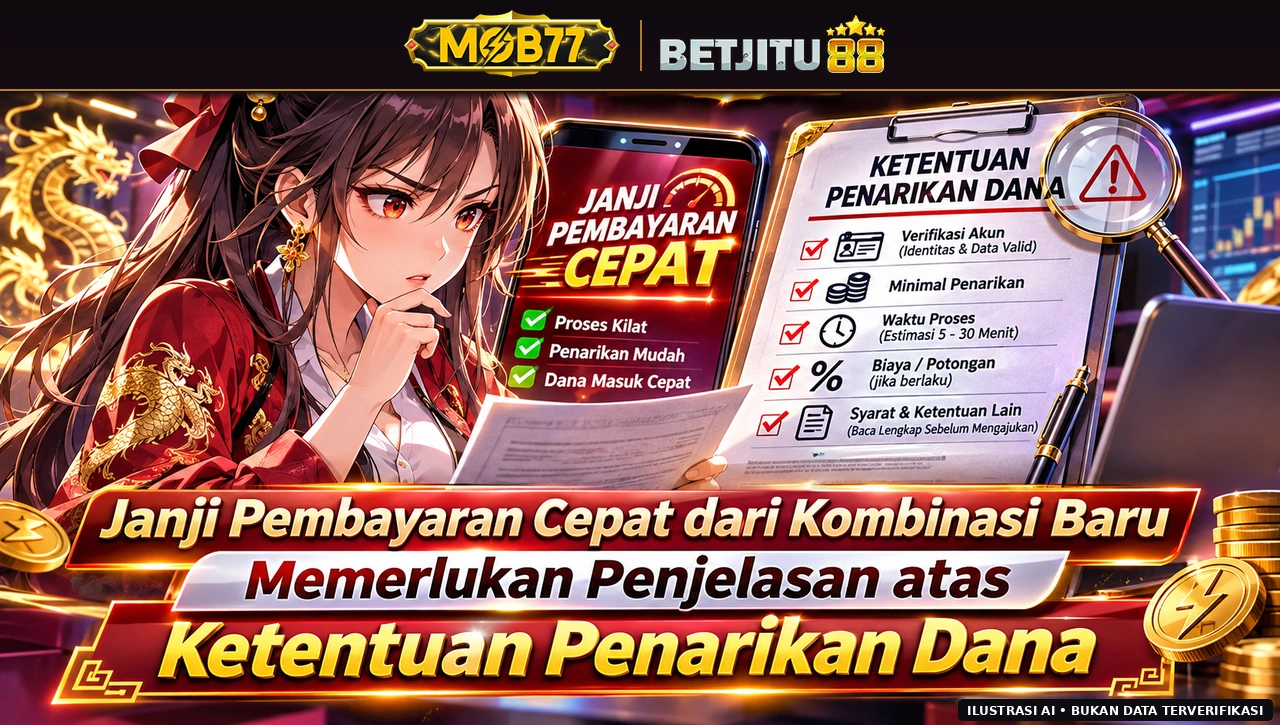 MOB77
BETJITU 88
JANJI
PEMBAYARAN
CEPAT
Proses Kilat
Penarikan Mudah
Dana Masuk Cepat
KETENTUAN
PENARIKAN DANA
Verifikasi Akun
(Identitas & Data Valid)
Minimal Penarikan
Waktu Proses
(Estimasi 5 - 30 Menit)
%
Biaya / Potongan
(jika berlaku)
Syarat & Ketentuan Lain
(Baca Lengkap Sebelum Mengajukan)
Janji Pembayaran Cepat dari Kombinasi Baru
Memerlukan Penjelasan atas
Ketentuan Penarikan Dana
ILUSTRASI AI • BUKAN DATA TERVERIFIKASI